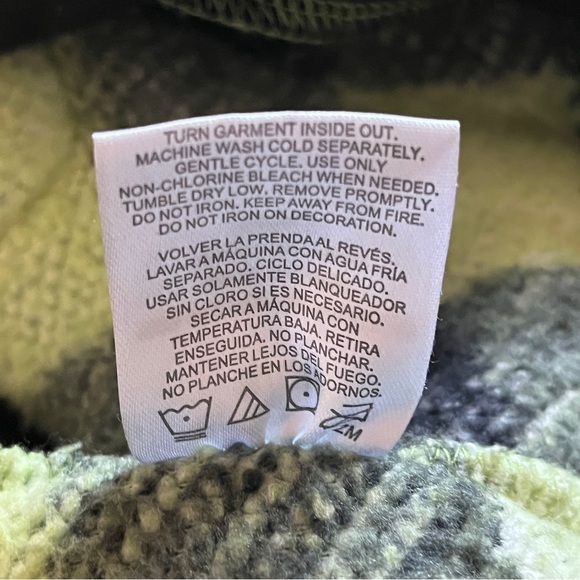 TURN GARMENT INSIDE OUT.
MACHINE WASH COLD SEPARATELY.
GENTLE CYCLE. USE ONLY
NON-CHLORINE BLEACH WHEN NEEDED.
TUMBLE DRY LOW. REMOVE PROMPTLY.
DO NOT IRON. KEEP AWAY FROM FIRE.
DO NOT IRON ON DECORATION.
VOLVER LA PRENDA AL REVÉS.
LAVAR A MÁQUINA CON AGUA FRÍA
SEPARADO. CICLO DELICADO.
USAR SOLAMENTE BLANQUEADOR
SIN CLORO SI ES NECESARIO.
SECAR A MÁQUINA CON
TEMPERATURA BAJA. RETIRA
ENSEGUIDA. NO PLANCHAR.
MANTENER LEJOS DEL FUEGO.
NO PLANCHE EN LOS ADORNOS.